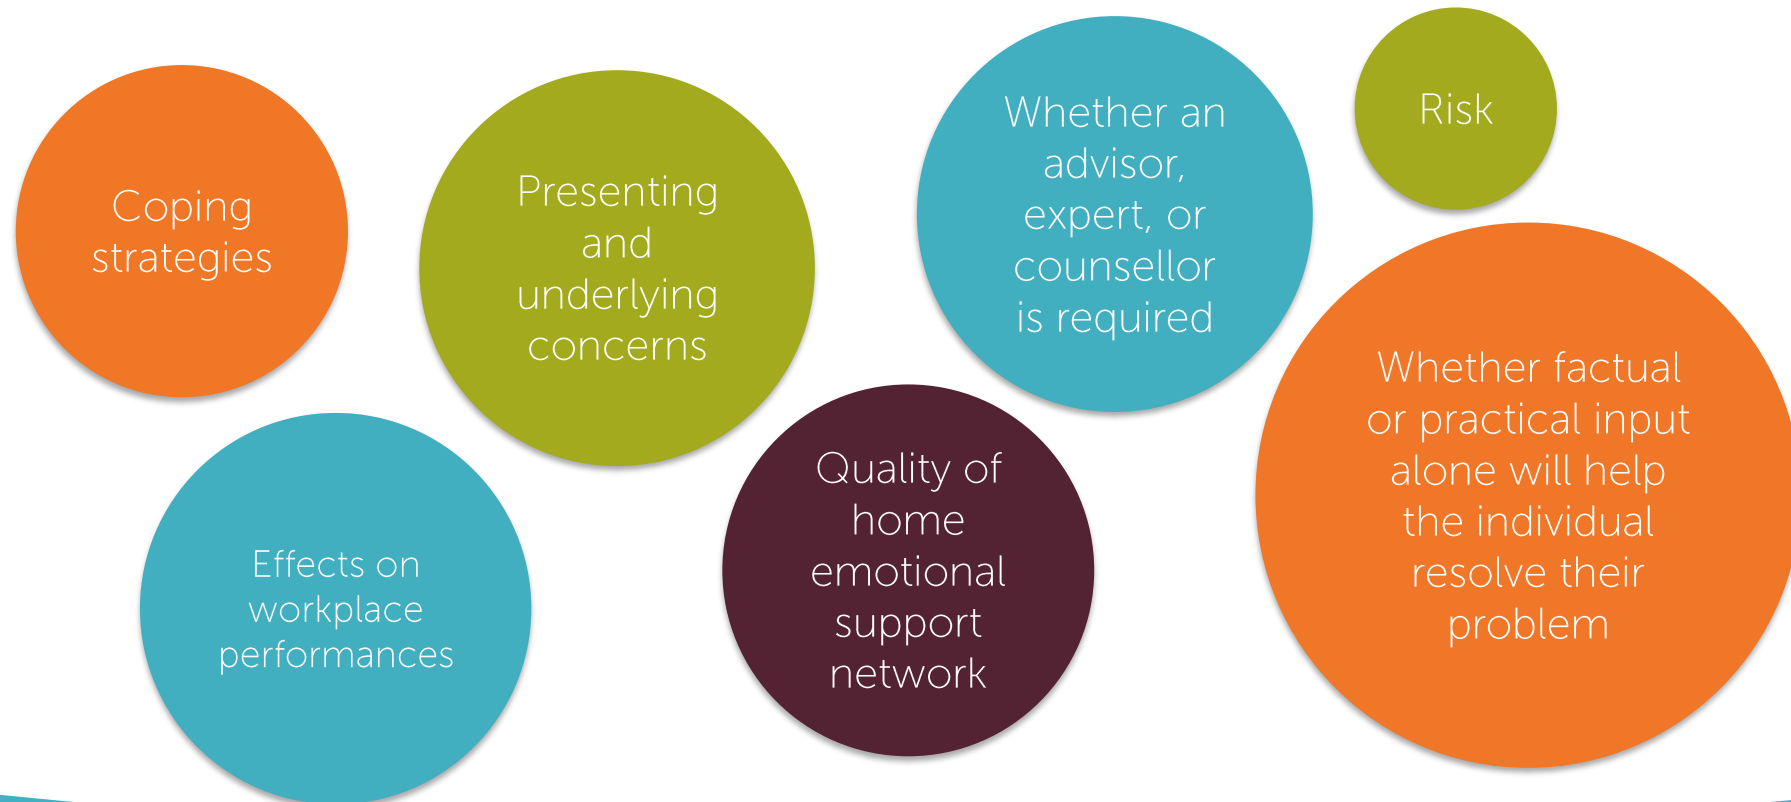 Coping
strategies
Presenting
and
underlying
concerns
Whether an
advisor,
expert, or
counsellor
is required
Risk
Effects on
workplace
performances
Quality of
home
emotional
support
network
Whether factual
or practical input
alone will help
the individual
resolve their
problem